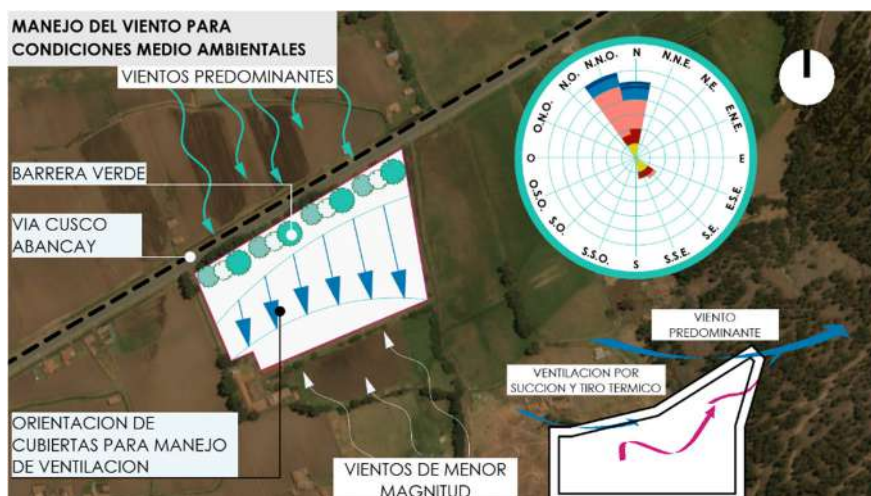 MANEJO DEL VIENTO PARA
CONDICIONES MEDIO AMBIENTALES
VIENTOS PREDOMINANTES
BARRERA VERDE
VIA CUSCO
ABANCAY
ORIENTACION DE
CUBIERTAS PARA MANEJO
DE VENTILACION
VIENTOS DE MENOR
MAGNITUD
N
N.N.E.
N.E.
E.N.E.
E
E.S.E.
S.E.
S.S.E.
S
S.S.O.
S.O.
O.S.O.
O
O.N.O.
N.O.
N.N.O.
VIENTO
PREDOMINANTE
VENTILACION POR
SUCCION Y TIRO TERMICO